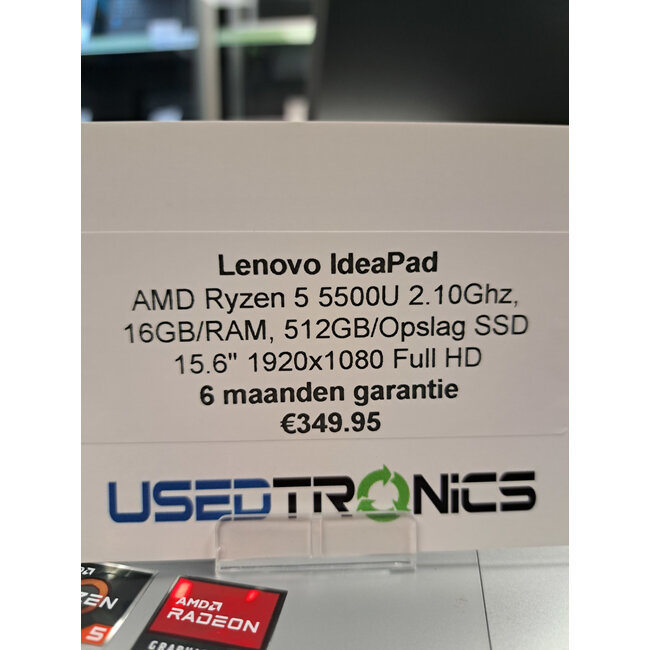 Lenovo IdeaPad
AMD Ryzen 5 5500U 2.10Ghz,
16GB/RAM, 512GB/Opslag SSD
15.6" 1920x1080 Full HD
6 maanden garantie
€349.95
USEDTRONiCS
5
AMD
RADEON